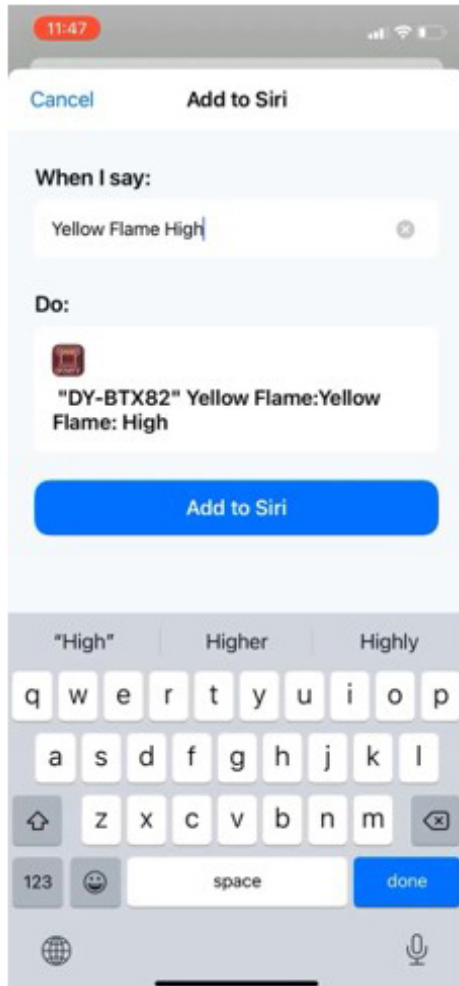 11:47
Cancel Add to Siri
When I say:
Yellow Flame High
Do:
"DY-BTX82" Yellow Flame:Yellow
Flame: High
Add to Siri
"High" Higher Highly
q w e r t y u i o p
a s d f g h j k l
z x c v b n m
123 space done